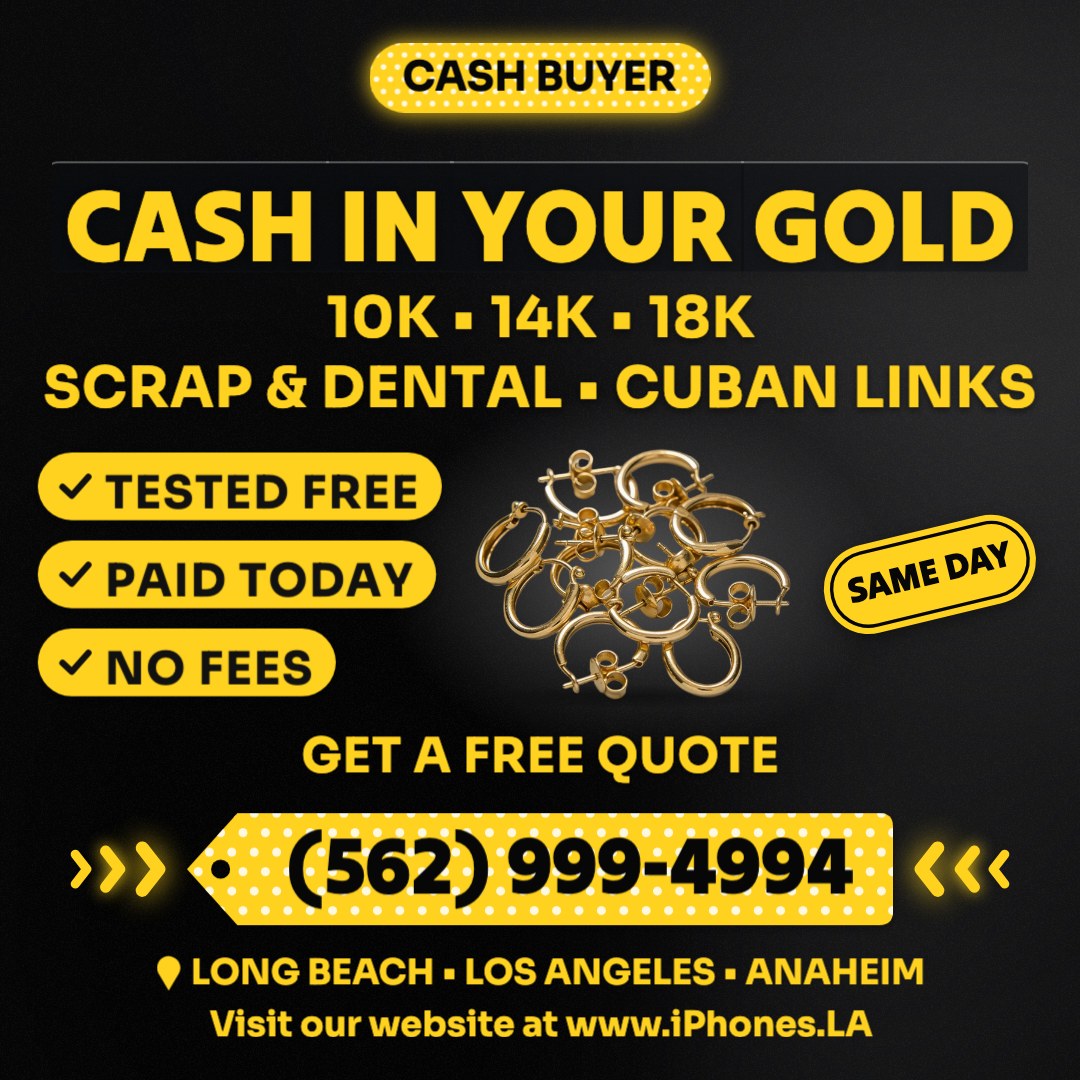 CASH BUYER
CASH IN YOUR GOLD
10K ▪ 14K ▪ 18K
SCRAP & DENTAL ▪ CUBAN LINKS
✓ TESTED FREE
✓ PAID TODAY
✓ NO FEES
SAME DAY
GET A FREE QUOTE
(562) 999-4994
LONG BEACH ▪ LOS ANGELES ▪ ANAHEIM
Visit our website at www.iPhones.LA